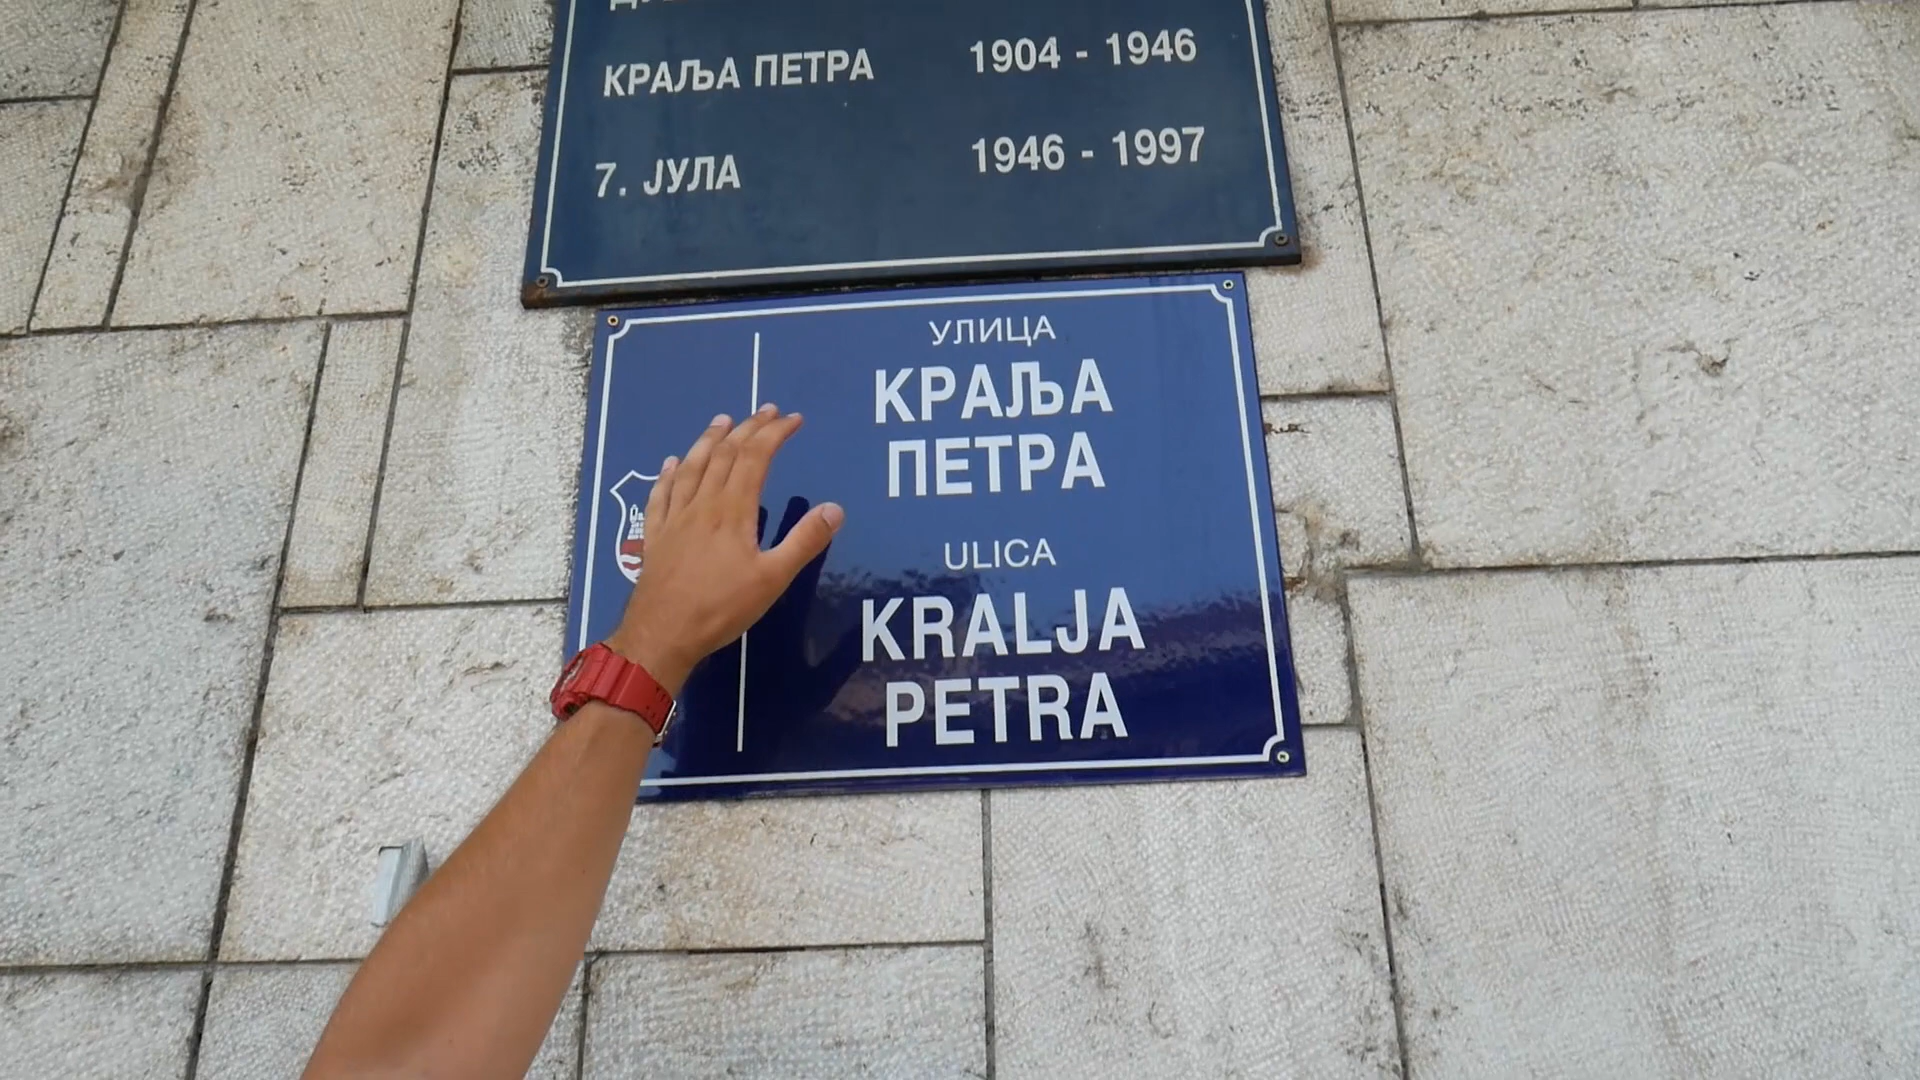 КРАЉА ПЕТРА 1904 - 1946
7. ЈУЛА 1946 - 1997
УЛИЦА
КРАЉА
ПЕТРА
ULICA
KRALJA
PETRA